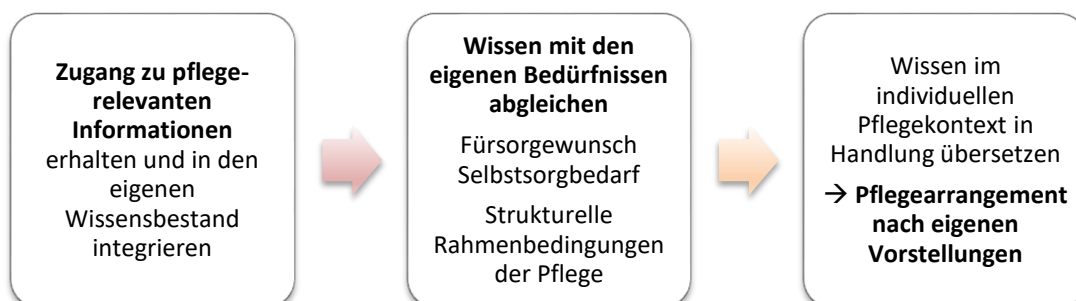 Zugang zu pflege-
relevanten
Informationen
erhalten und in den
eigenen
Wissensbestand
integrieren
Wissen mit den
eigenen Bedürfnissen
abgleichen
Fürsorgewunsch
Selbstsorgbedarf
Strukturelle
Rahmenbedingungen
der Pflege
Wissen im
individuellen
Pflegekontext in
Handlung übersetzen
→ Pflegearrangement
nach eigenen
Vorstellungen